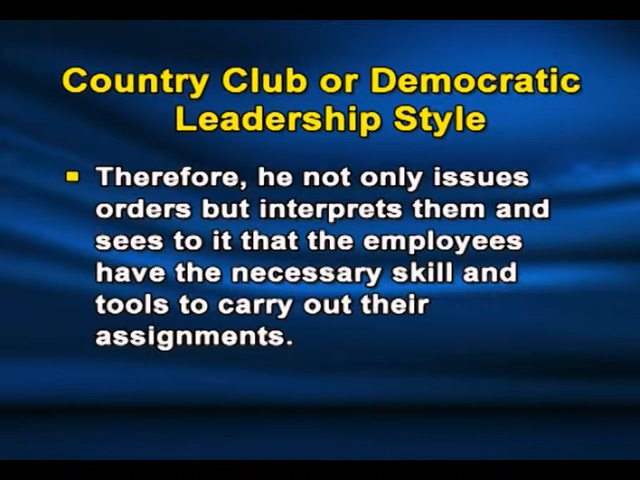 Country Club or Democratic
Leadership Style
Therefore, he not only issues
orders but interprets them and
sees to it that the employees
have the necessary skill and
tools to carry out their
assignments.